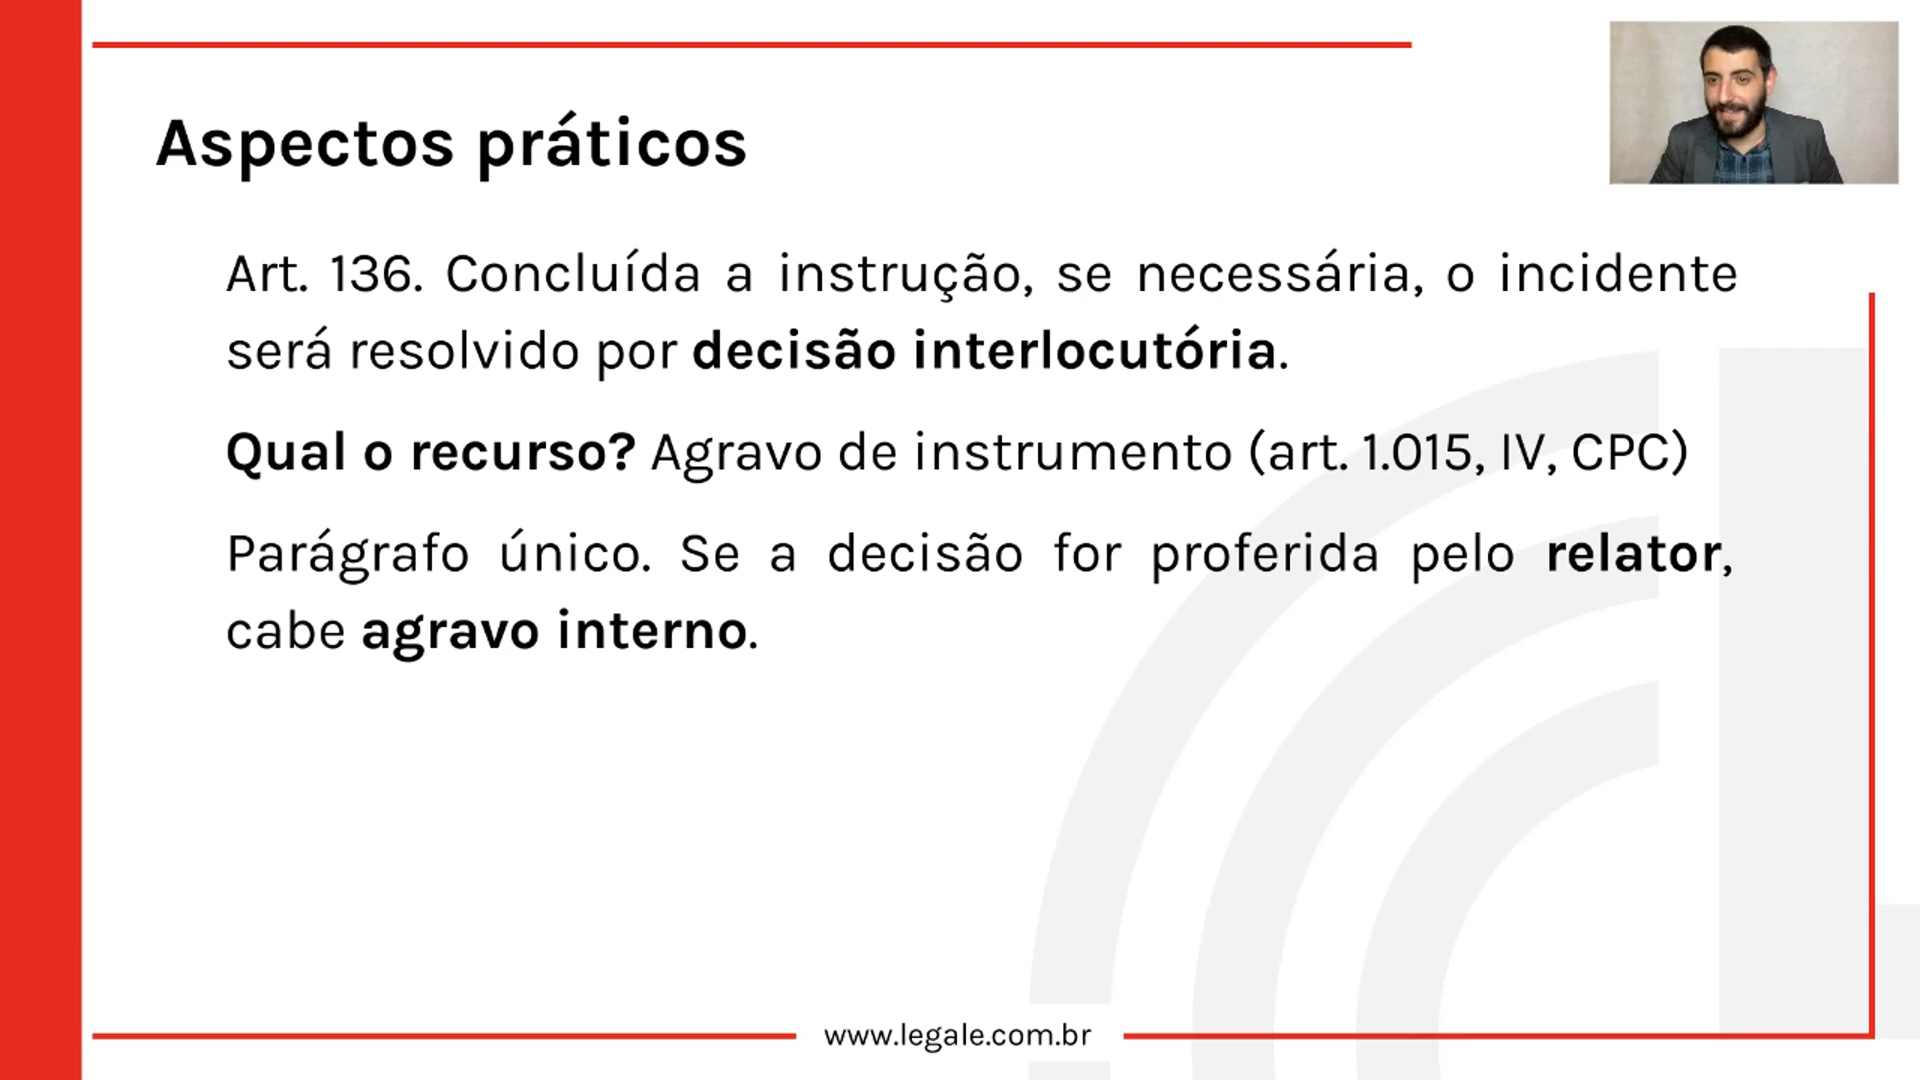 Aspectos práticos
Art. 136. Concluída a instrução, se necessária, o incidente
será resolvido por decisão interlocutória.
Qual o recurso? Agravo de instrumento (art. 1.015, IV, CPC)
Parágrafo único. Se a decisão for proferida pelo relator,
cabe agravo interno.
www.legale.com.br